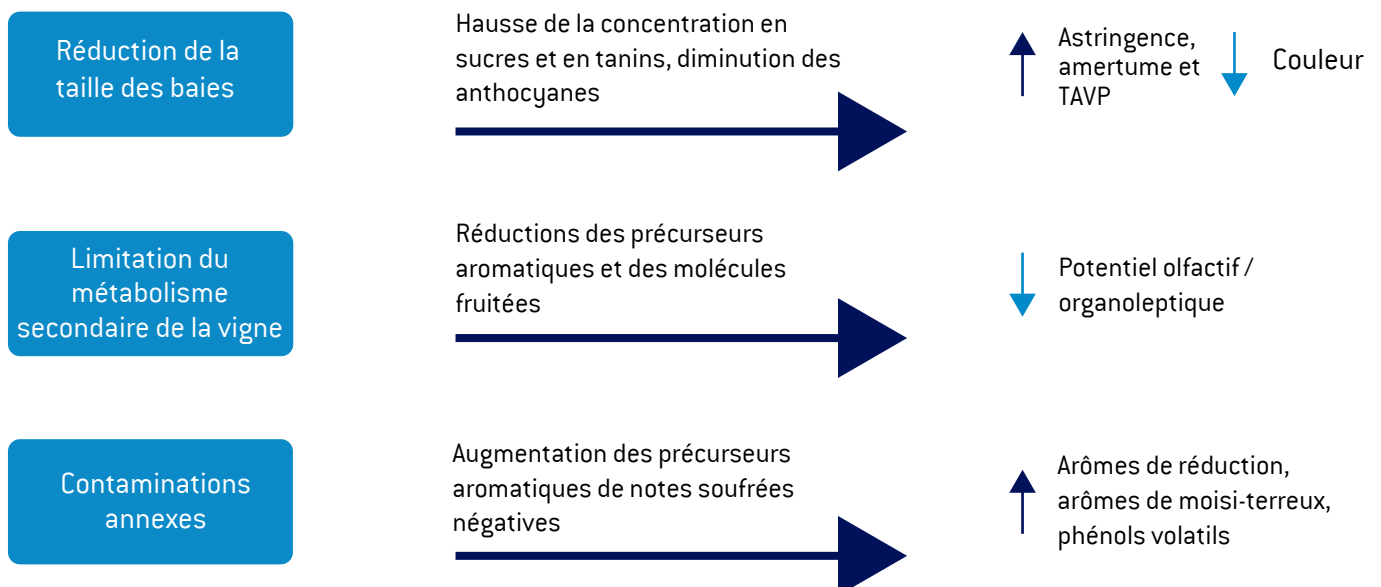 Réduction de la
taille des baies
Hausse de la concentration en
sucres et en tanins, diminution des
anthocyanes
Astringence,
amertume et
TAVP
Couleur
Limitation du
métabolisme
secondaire de la vigne
Réductions des précurseurs
aromatiques et des molécules
fruitées
Potentiel olfactif /
organoleptique
Contaminations
annexes
Augmentation des précurseurs
aromatiques de notes soufrées
négatives
Arômes de réduction,
arômes de moisi-terreux,
phénols volatils